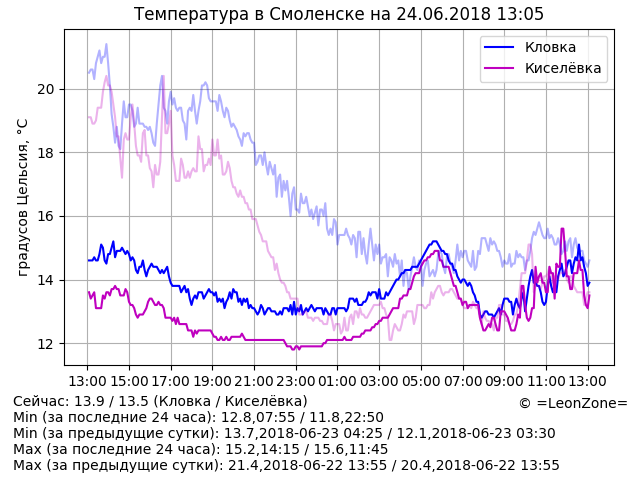 Температура в Смоленске на 24.06.2018 13:05
Кловка
Киселёвка
градусов Цельсия, °C
20
18
16
14
12
13:00 15:00 17:00 19:00 21:00 23:00 01:00 03:00 05:00 07:00 09:00 11:00 13:00
Сейчас: 13.9 / 13.5 (Кловка / Киселёвка)
© =LeonZone=
Min (за последние 24 часа): 12.8,07:55 / 11.8,22:50
Min (за предыдущие сутки): 13.7,2018-06-23 04:25 / 12.1,2018-06-23 03:30
Max (за последние 24 часа): 15.2,14:15 / 15.6,11:45
Max (за предыдущие сутки): 21.4,2018-06-22 13:55 / 20.4,2018-06-22 13:55